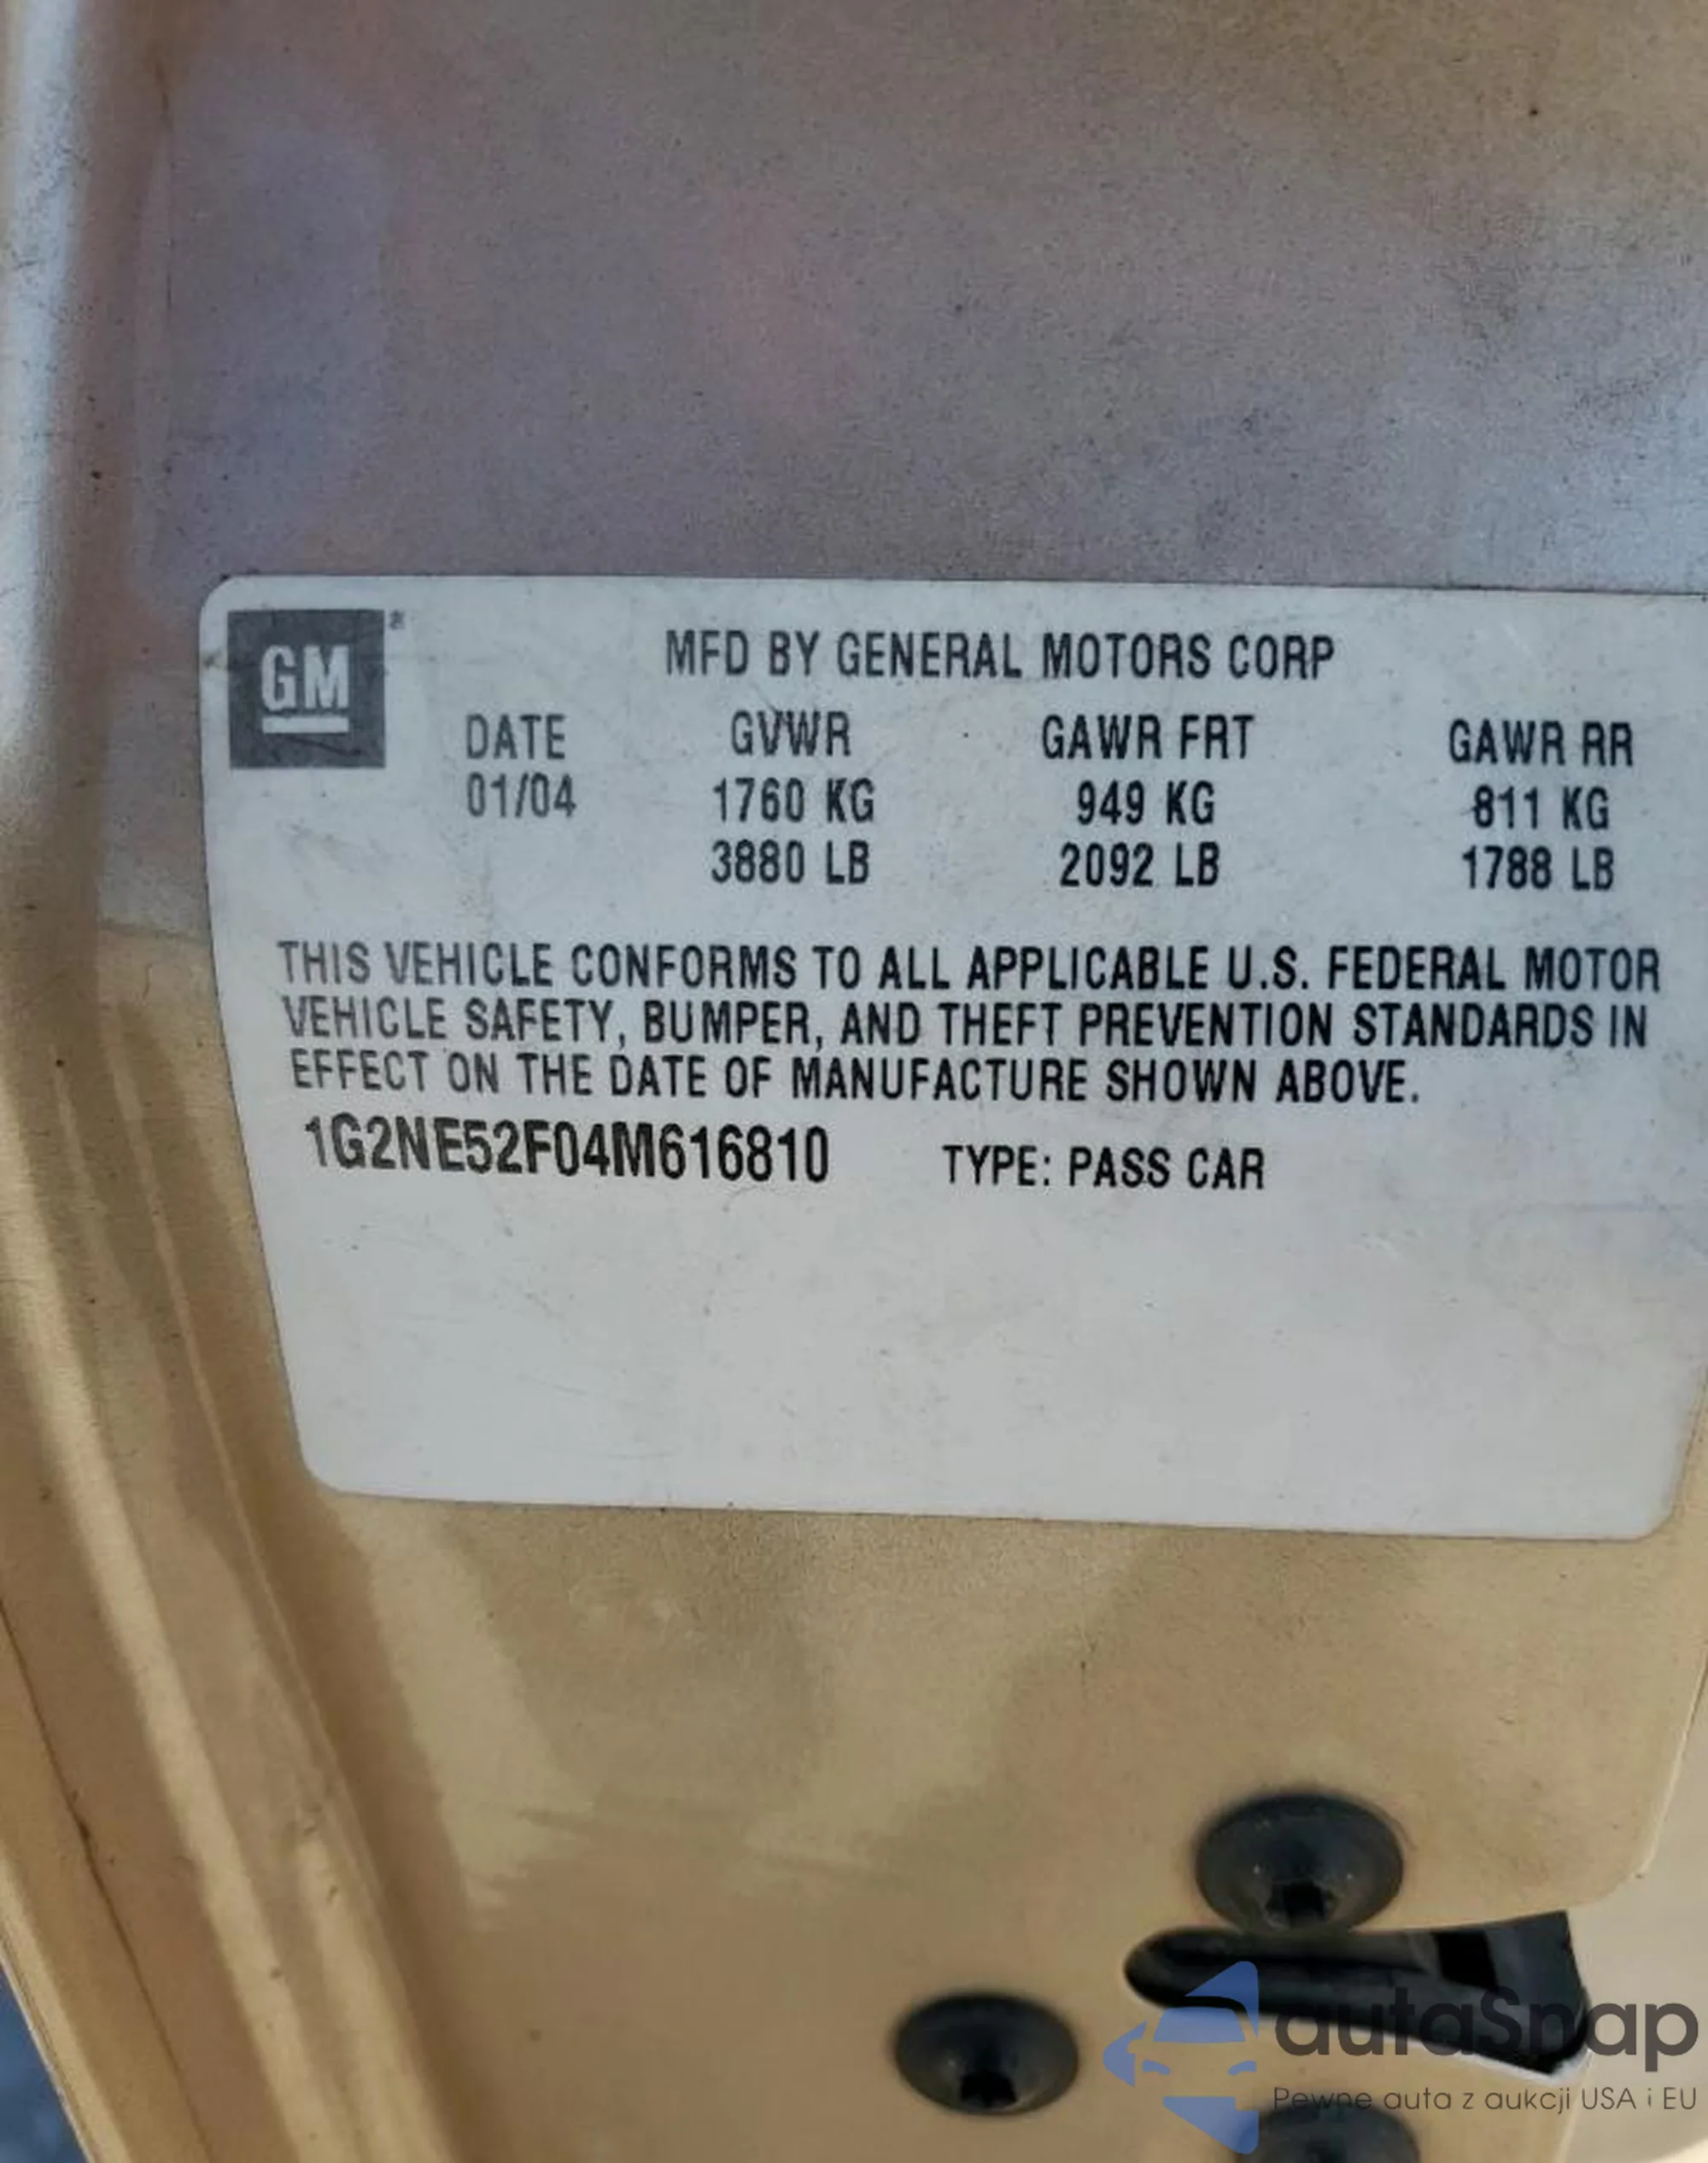 GM
MFD BY GENERAL MOTORS CORP
DATE GVWR GAWR FRT GAWR RR
01/04 1760 KG 949 KG 811 KG
3880 LB 2092 LB 1788 LB
THIS VEHICLE CONFORMS TO ALL APPLICABLE U.S. FEDERAL MOTOR
VEHICLE SAFETY, BUMPER, AND THEFT PREVENTION STANDARDS IN
EFFECT ON THE DATE OF MANUFACTURE SHOWN ABOVE.
1G2NE52F04M616810 TYPE: PASS CAR
autaSnap
Pewne auta z aukcji USA i EU